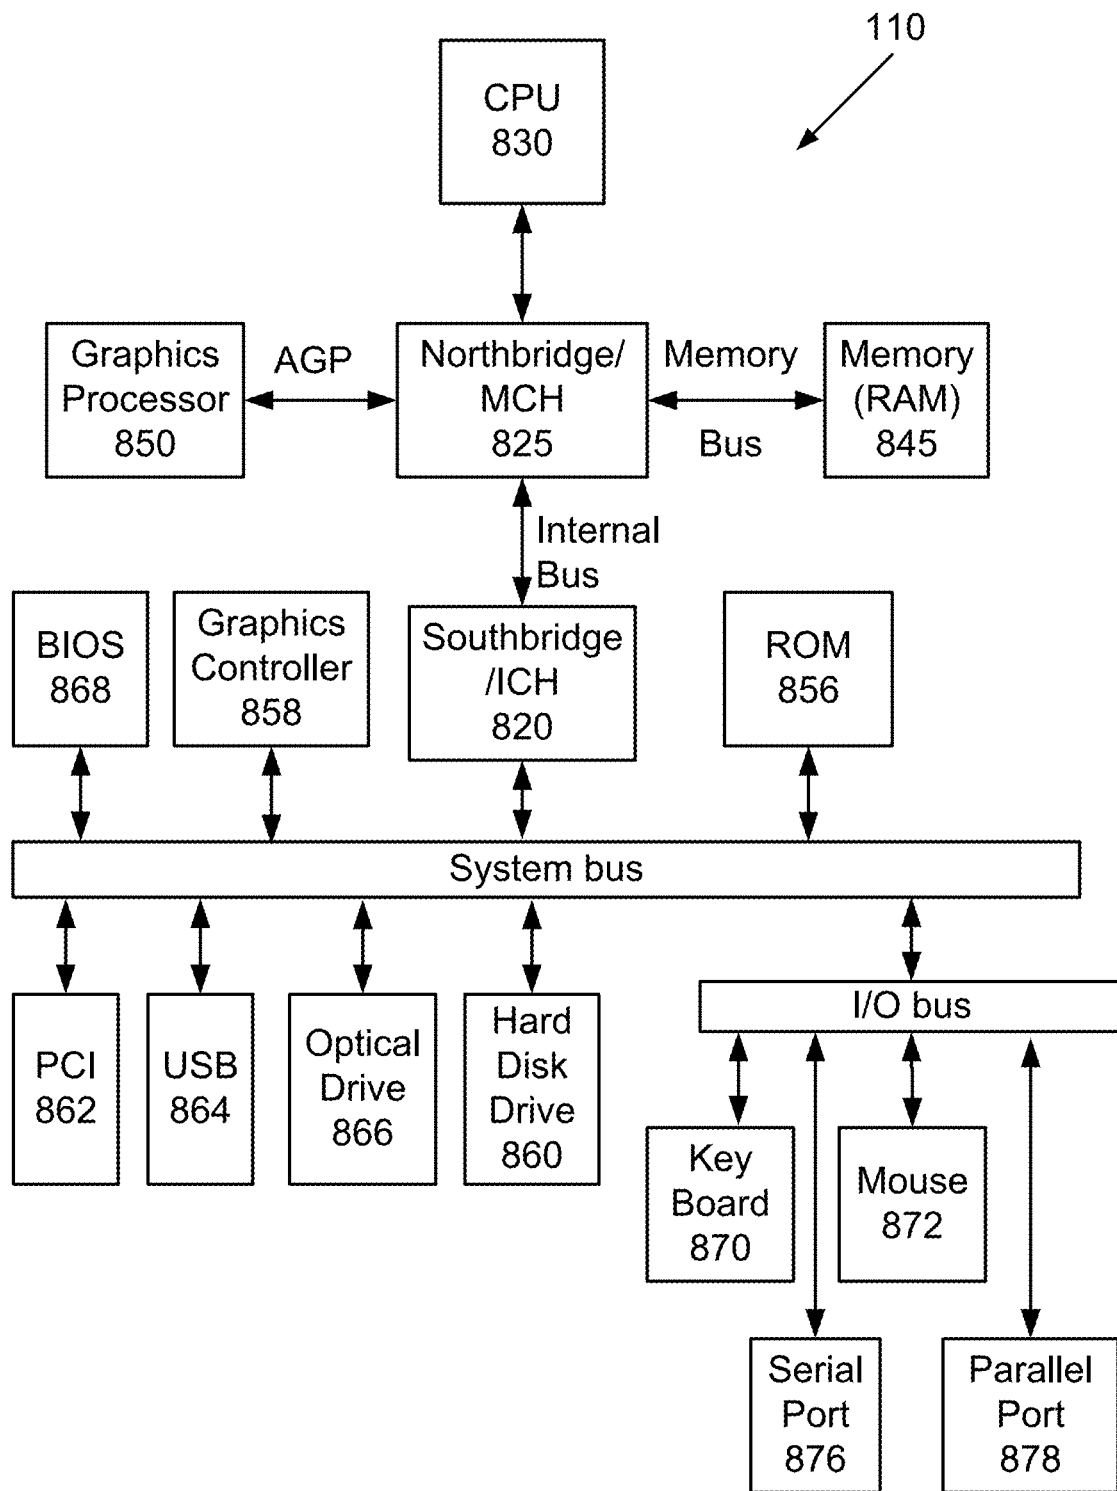 110
CPU
830
Graphics
Processor
850
AGP
Northbridge/
MCH
825
Memory
Bus
Memory
(RAM)
845
Internal
Bus
BIOS
868
Graphics
Controller
858
Southbridge
/ICH
820
ROM
856
System bus
PCI
862
USB
864
Optical
Drive
866
Hard
Disk
Drive
860
I/O bus
Key
Board
870
Mouse
872
Serial
Port
876
Parallel
Port
878